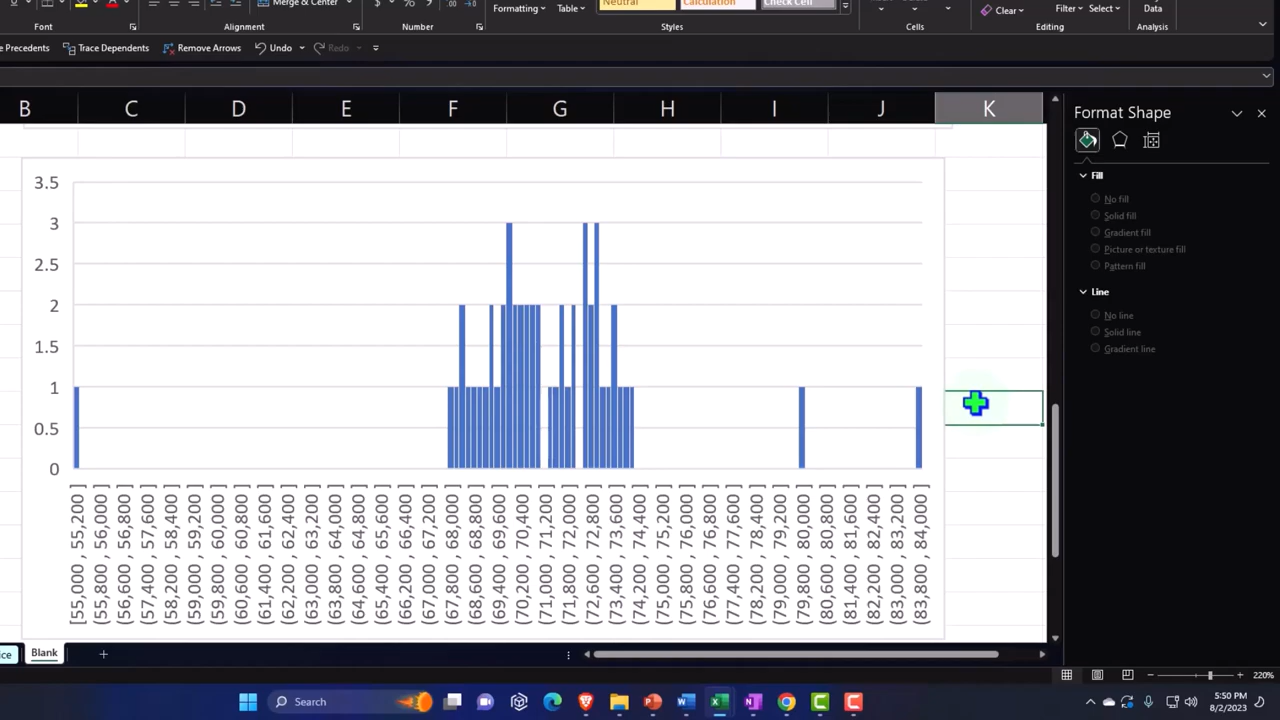 Merge & Center
Formatting
Table
Neutral
Calculation
Check Cell
Clear
Filter
Select
Data
Font
Alignment
Number
Styles
Cells
Editing
Analysis
e Precedents
Trace Dependents
Remove Arrows
Undo
Redo
B C D E F G H I J K
Format Shape
Fill
No fill
Solid fill
Gradient fill
Picture or texture fill
Pattern fill
Line
No line
Solid line
Gradient line
3.5
3
2.5
2
1.5
1
0.5
0
[55,000 , 55,200 ]
(55,800 , 56,000 ]
(56,600 , 56,800 ]
(57,400 , 57,600 ]
(58,200 , 58,400 ]
(59,000 , 59,200 ]
(59,800 , 60,000 ]
(60,600 , 60,800 ]
(61,400 , 61,600 ]
(62,200 , 62,400 ]
(63,000 , 63,200 ]
(63,800 , 64,000 ]
(64,600 , 64,800 ]
(65,400 , 65,600 ]
(66,200 , 66,400 ]
(67,000 , 67,200 ]
(67,800 , 68,000 ]
(68,600 , 68,800 ]
(69,400 , 69,600 ]
(70,200 , 70,400 ]
(71,000 , 71,200 ]
(71,800 , 72,000 ]
(72,600 , 72,800 ]
(73,400 , 73,600 ]
(74,200 , 74,400 ]
(75,000 , 75,200 ]
(75,800 , 76,000 ]
(76,600 , 76,800 ]
(77,400 , 77,600 ]
(78,200 , 78,400 ]
(79,000 , 79,200 ]
(79,800 , 80,000 ]
(80,600 , 80,800 ]
(81,400 , 81,600 ]
(82,200 , 82,400 ]
(83,000 , 83,200 ]
(83,800 , 84,000 ]
ice
Blank
220%
Search
5:50 PM
8/2/2023